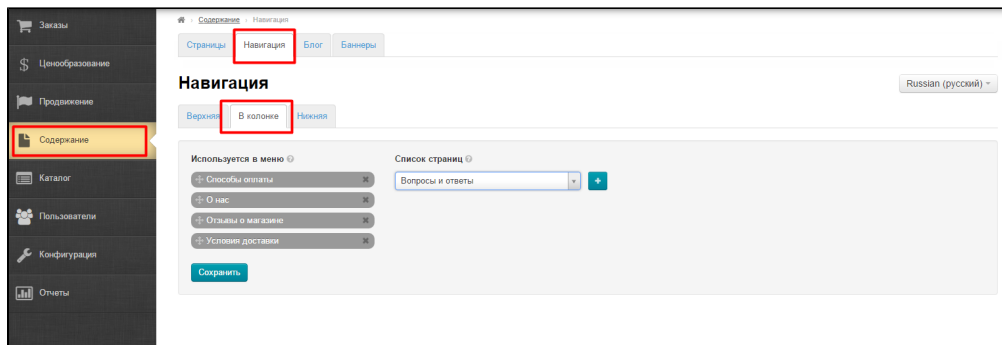 Заказы
Ценообразование
Продвижение
Содержание
Каталог
Пользователи
Конфигурация
Отчеты
Содержание Навигация
Страницы Навигация Блог Баннеры
Навигация Russian (русский)
Верхняя В колонке Нижняя
Используется в меню Список страниц
Способы оплаты Вопросы и ответы
О нас
Отзывы о магазине
Условия доставки
Сохранить